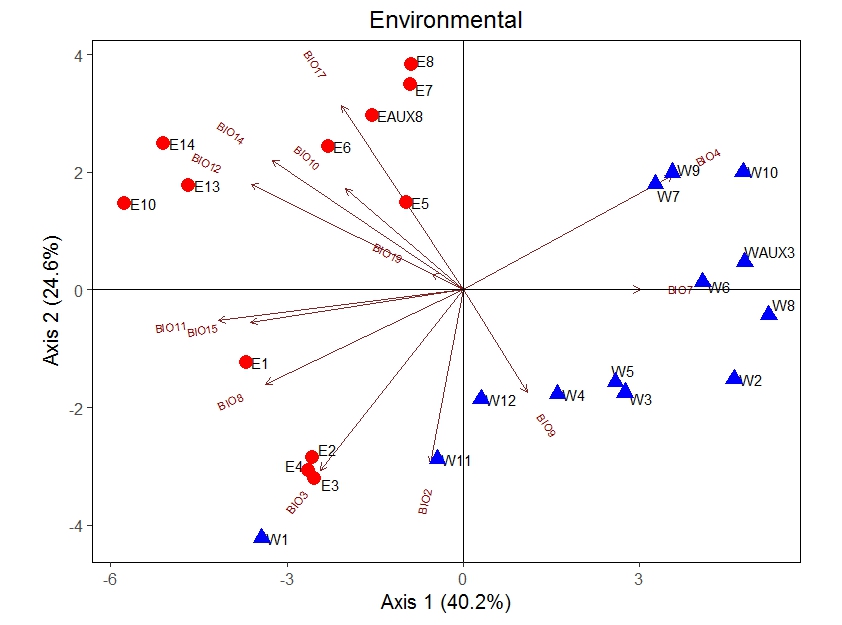 Environmental
4
E8
BIO17
E7
EAUX8
BIO14
E14
E6
BIO10
BIO12
BIO4
2
W9
W10
E13
W7
E10
E5
BIO19
WAUX3
Axis 2 (24.6%)
0
BIO7
W6
W8
BIO11
BIO15
E1
W5
W2
BIO8
W12
W4
W3
-2
BIO9
E2
E4
W11
E3
BIO3
BIO2
W1
-4
-6
-3
0
3
Axis 1 (40.2%)